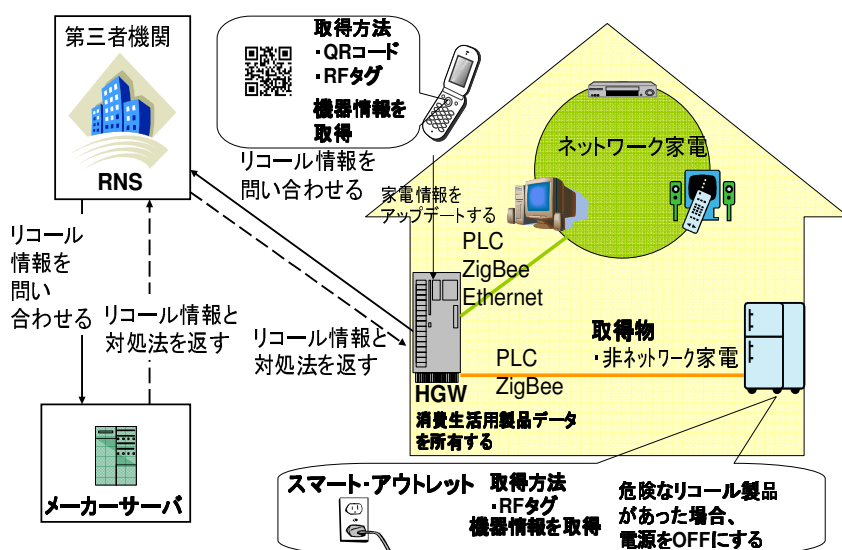 第三者機関
RNS
取得方法
・QRコード
・RFタグ
機器情報を
取得
リコール情報を
問い合わせる
家電情報を
アップデートする
ネットワーク家電
PLC
ZigBee
Ethernet
リコール
情報を
問い
合わせる
リコール情報と
対処法を返す
リコール情報と
対処法を返す
取得物
・非ネットワーク家電
PLC
ZigBee
HGW
消費生活用製品データ
を所有する
メーカーサーバ
スマート・アウトレット
取得方法
・RFタグ
機器情報を取得
危険なリコール製品
があった場合、
電源をOFFにする